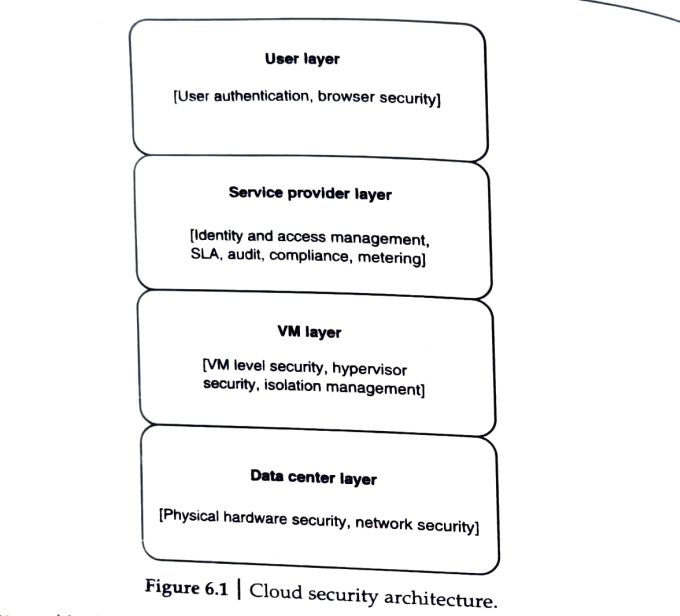 User layer
[User authentication, browser security]
Service provider layer
[Identity and access management,
SLA, audit, compliance, metering]
VM layer
[VM level security, hypervisor
security, isolation management]
Data center layer
[Physical hardware security, network security]
Figure 6.1 | Cloud security architecture.